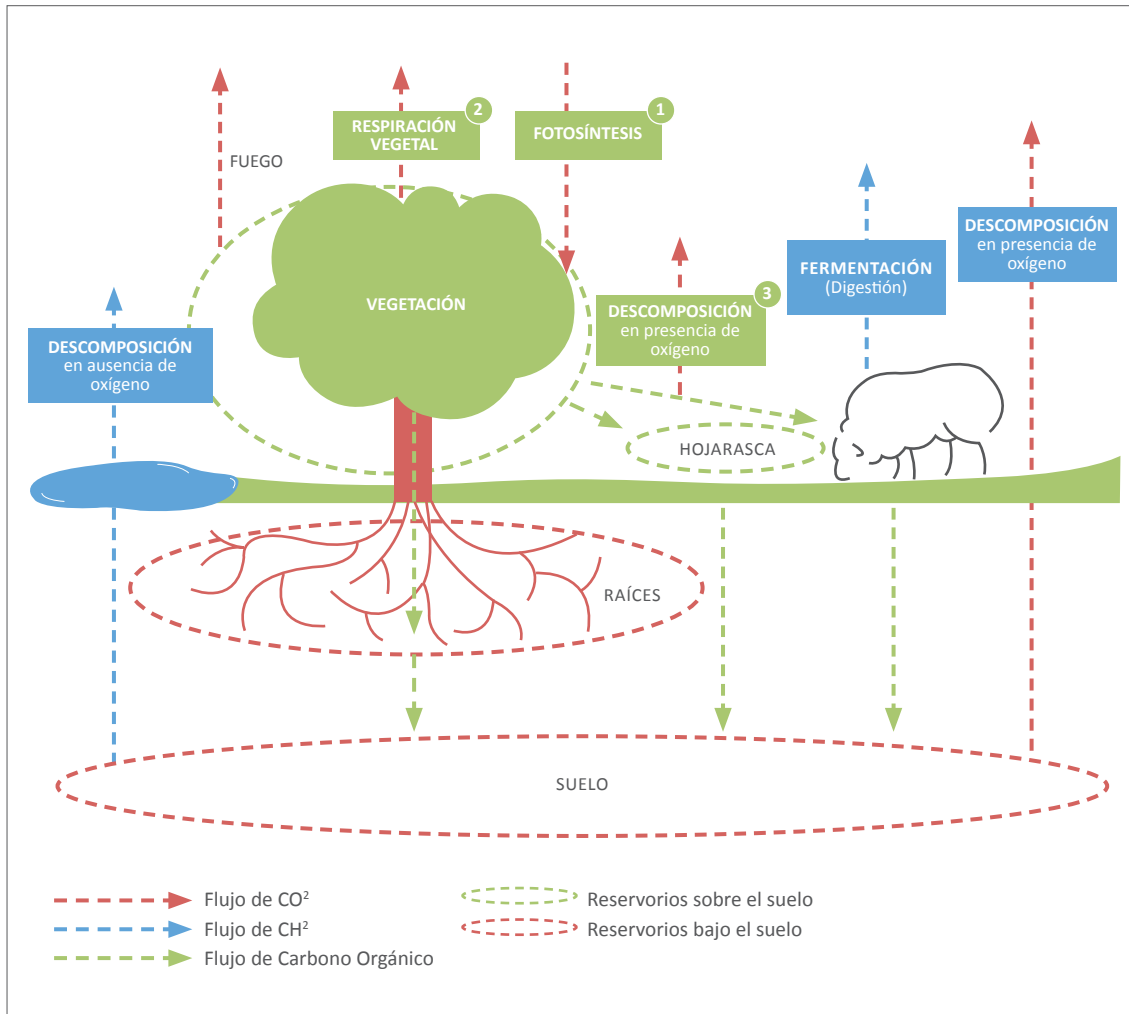 FUEGO
RESPIRACIÓN
VEGETAL
2
FOTOSÍNTESIS
1
VEGETACIÓN
DESCOMPOSICIÓN
en ausencia de
oxígeno
DESCOMPOSICIÓN
en presencia de
oxígeno
3
FERMENTACIÓN
(Digestión)
DESCOMPOSICIÓN
en presencia de
oxígeno
HOJARASCA
RAÍCES
SUELO
Flujo de CO²
Flujo de CH²
Flujo de Carbono Orgánico
Reservorios sobre el suelo
Reservorios bajo el suelo